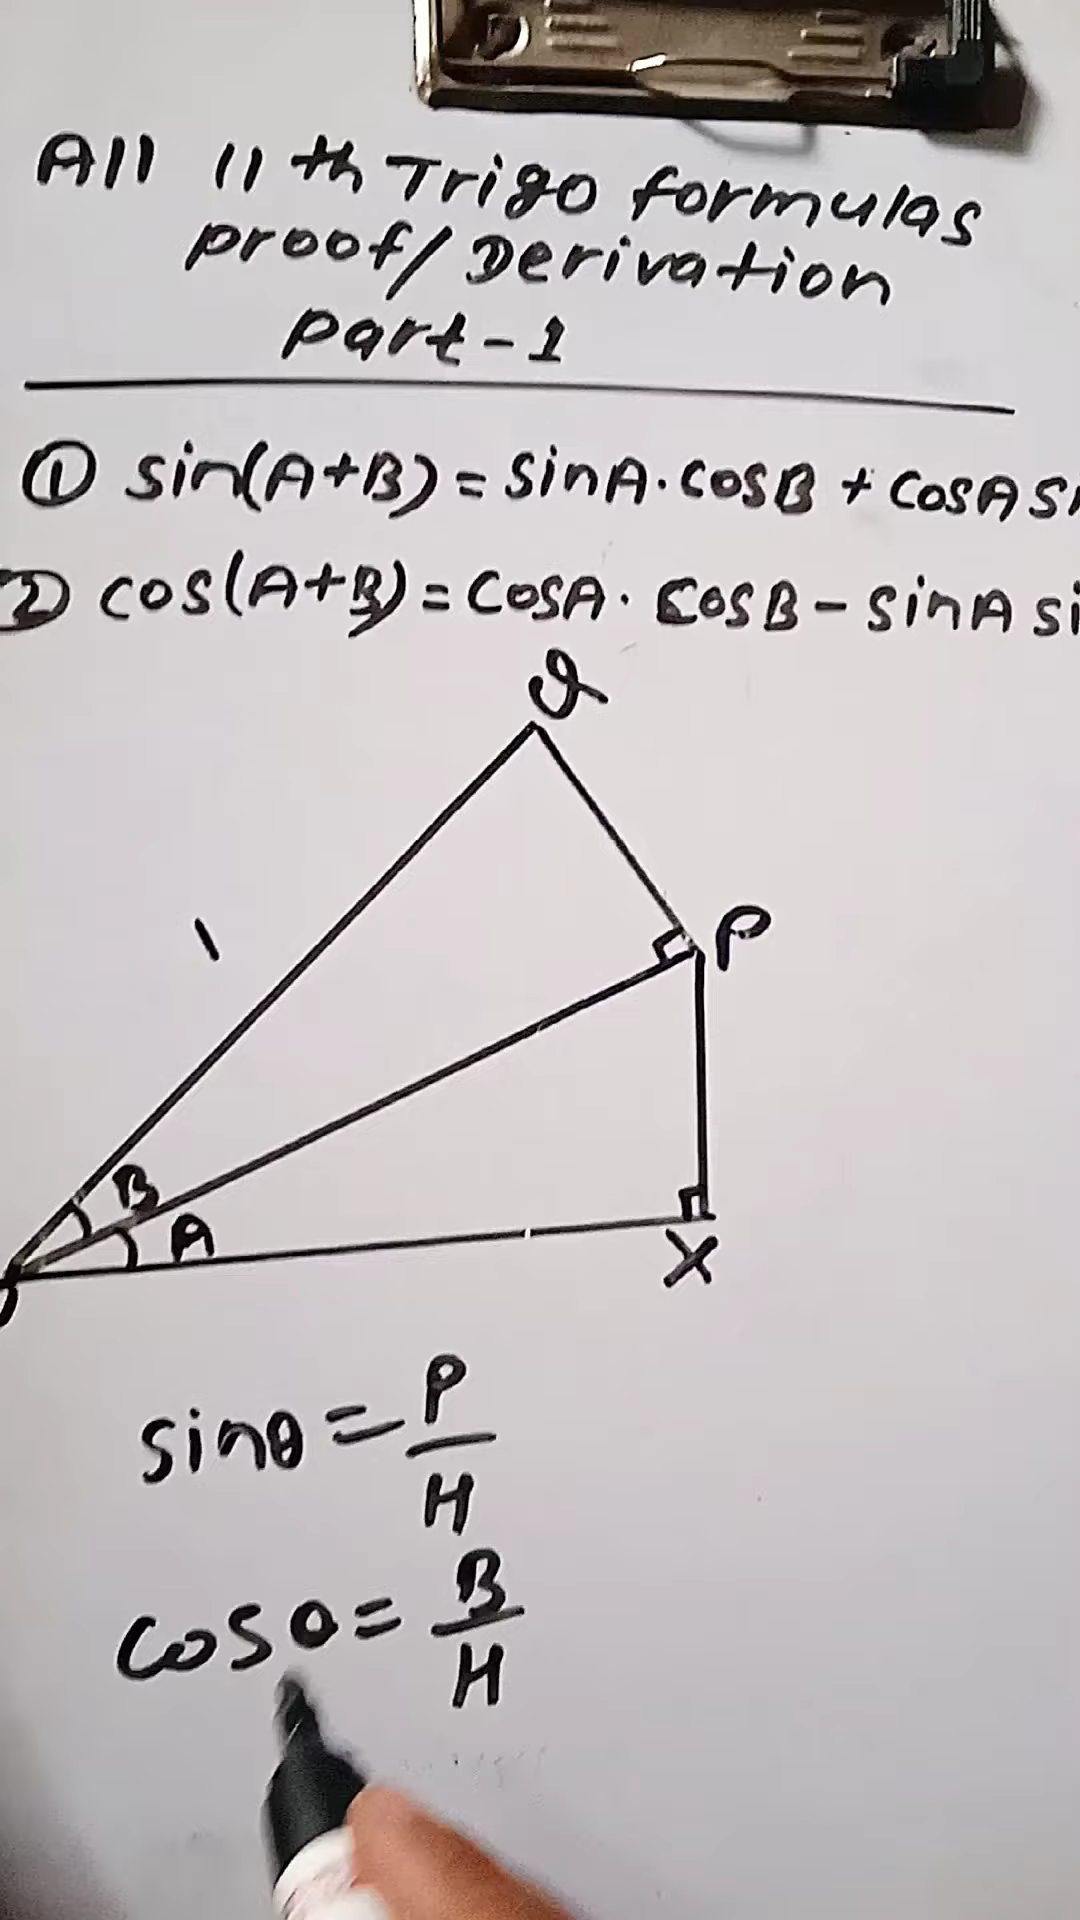 All 11th Trigo formulas
proof/Derivation
part-1
① sin(A+B)=sinA.cosB + cosA
② cos(A+B)=cosA. cosB - sinA
Q
1
P
B
A
X
sinθ = P/H
cosθ = B/H